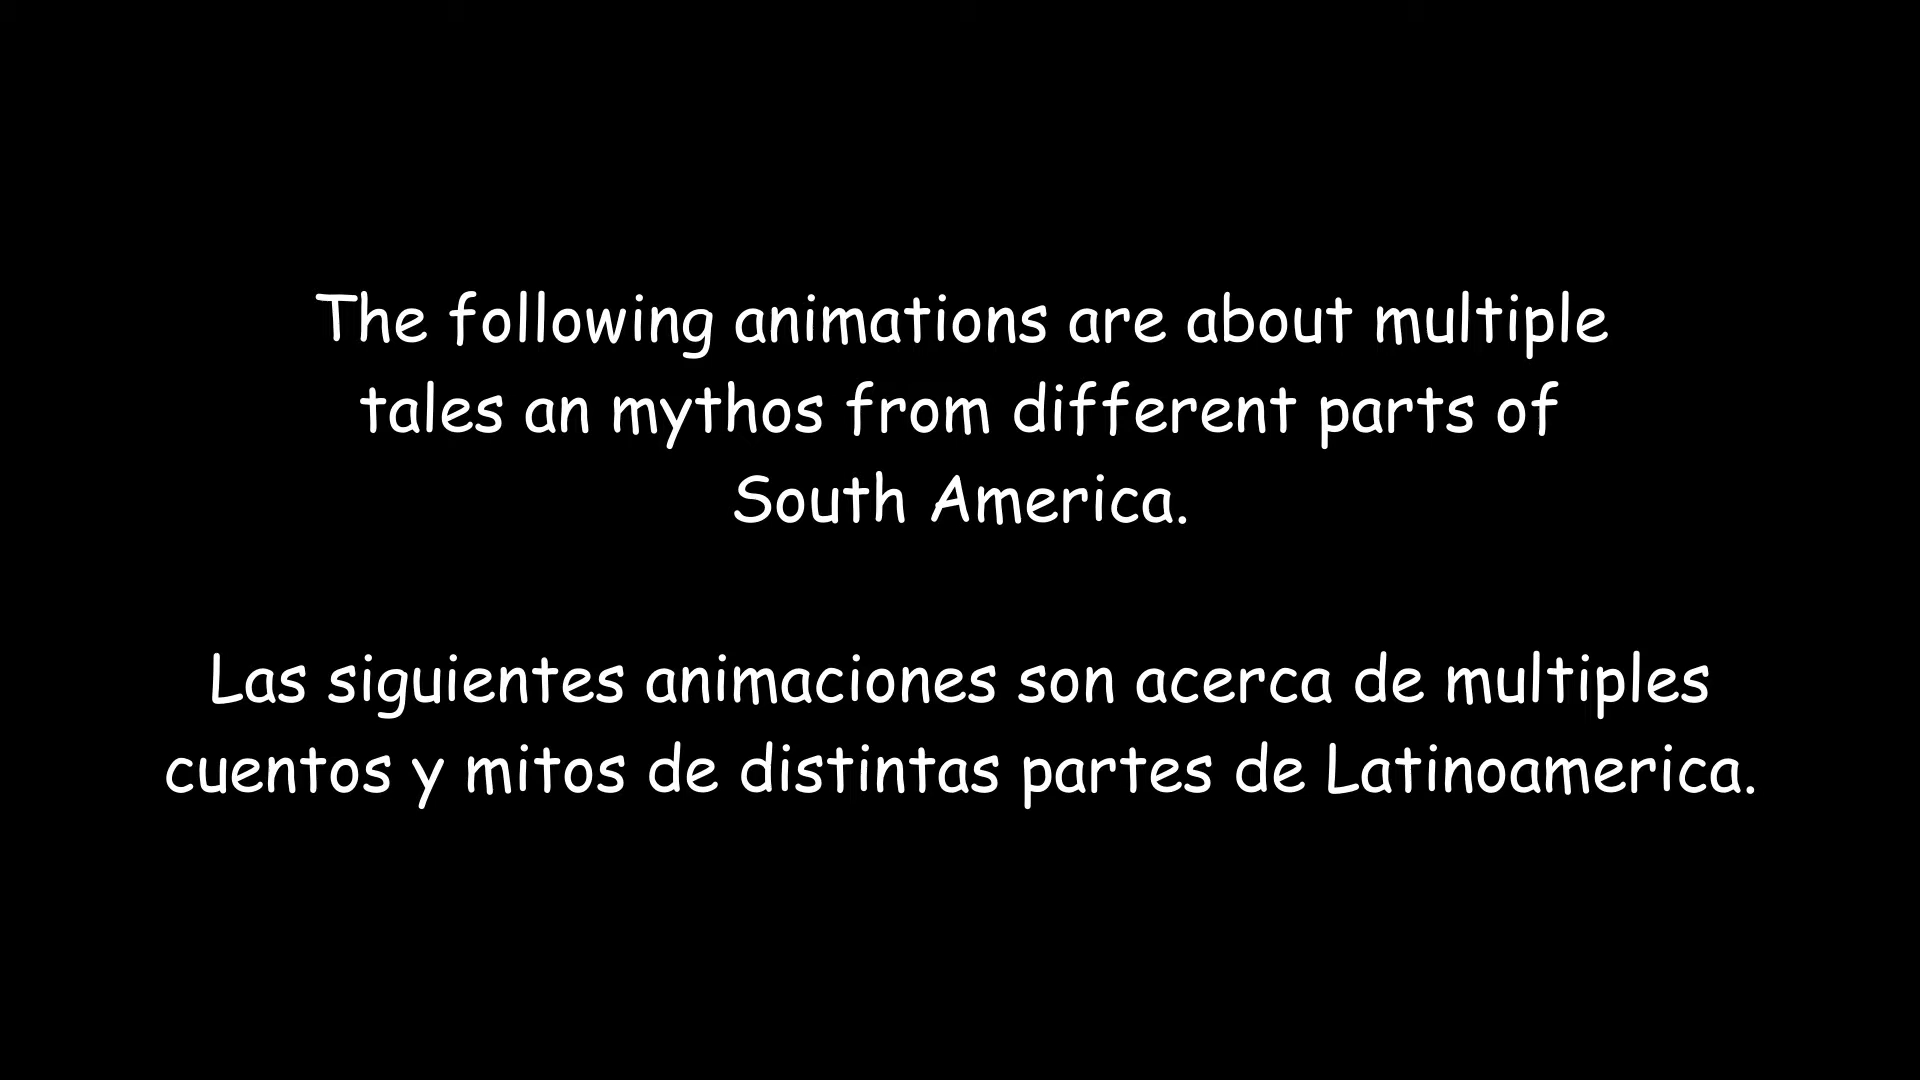 The following animations are about multiple
tales an mythos from different parts of
South America.
Las siguientes animaciones son acerca de multiples
cuentos y mitos de distintas partes de Latinoamerica.